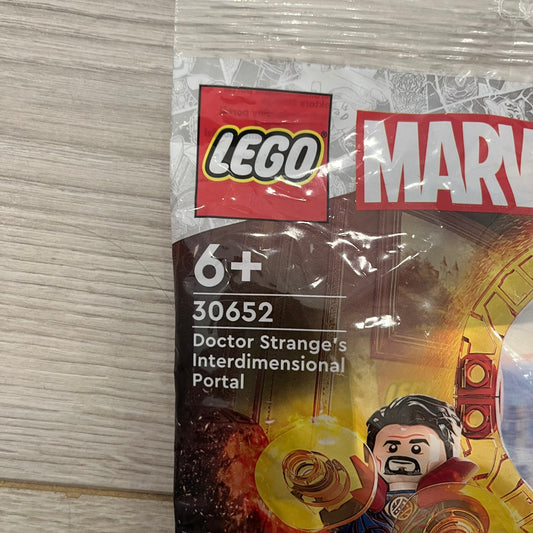 LEGO
MARV
6+
30652
Doctor Strange's
Interdimensional
Portal